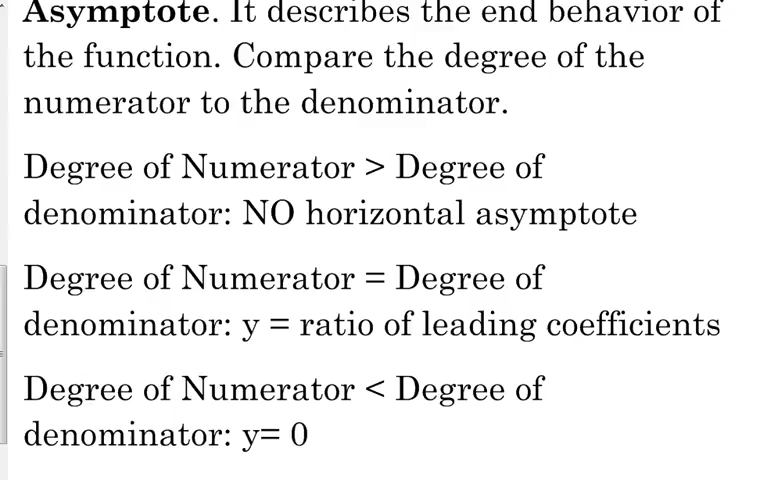 Asymptote. It describes the end behavior of
the function. Compare the degree of the
numerator to the denominator.
Degree of Numerator > Degree of
denominator: NO horizontal asymptote
Degree of Numerator = Degree of
denominator: y = ratio of leading coefficients
Degree of Numerator < Degree of
denominator: y= 0